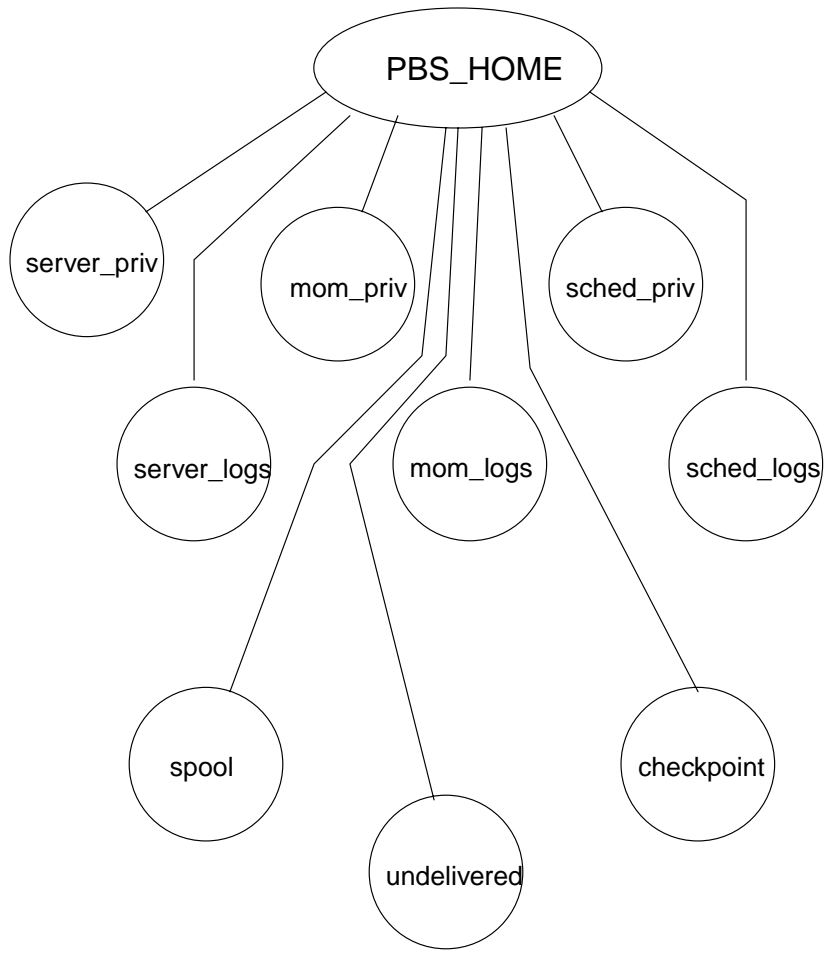 PBS_HOME
server_priv
mom_priv
sched_priv
server_logs
mom_logs
sched_logs
spool
checkpoint
undelivered